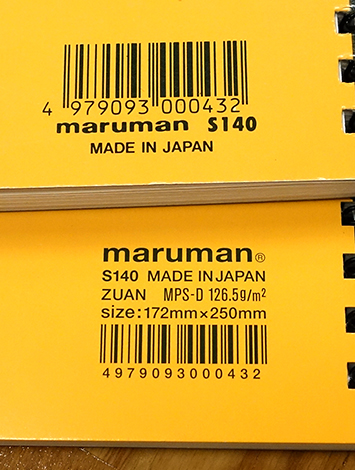 4 979093 000432
maruman S140
MADE IN JAPAN
maruman®
S140 MADE IN JAPAN
ZUAN MPS-D 126.5g/m²
size:172mm×250mm
4979093000432